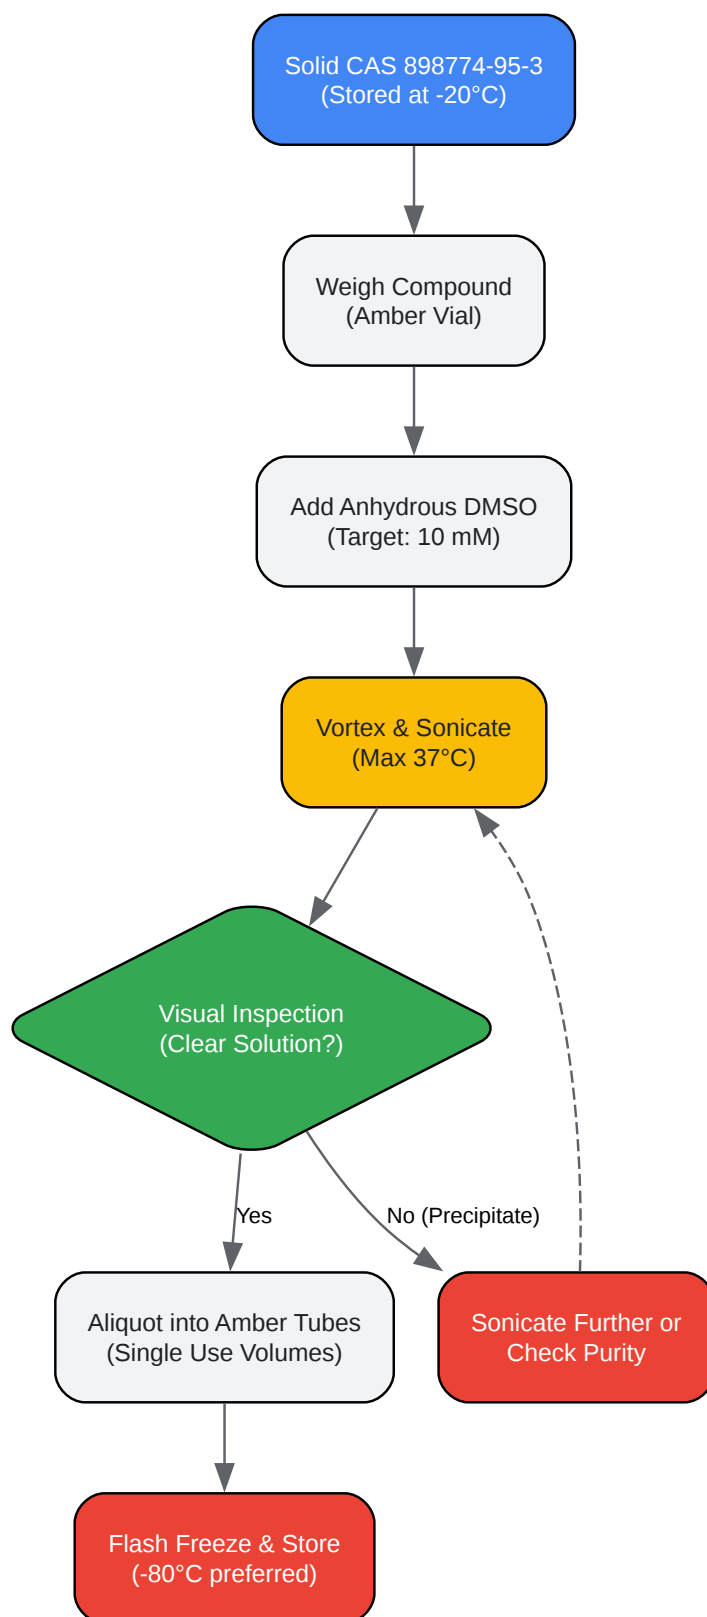 Solid CAS 898774-95-3
(Stored at -20°C)
Weigh Compound
(Amber Vial)
Add Anhydrous DMSO
(Target: 10 mM)
Vortex & Sonicate
(Max 37°C)
Visual Inspection
(Clear Solution?)
Yes
No (Precipitate)
Aliquot into Amber Tubes
(Single Use Volumes)
Sonicate Further or
Check Purity
Flash Freeze & Store
(-80°C preferred)